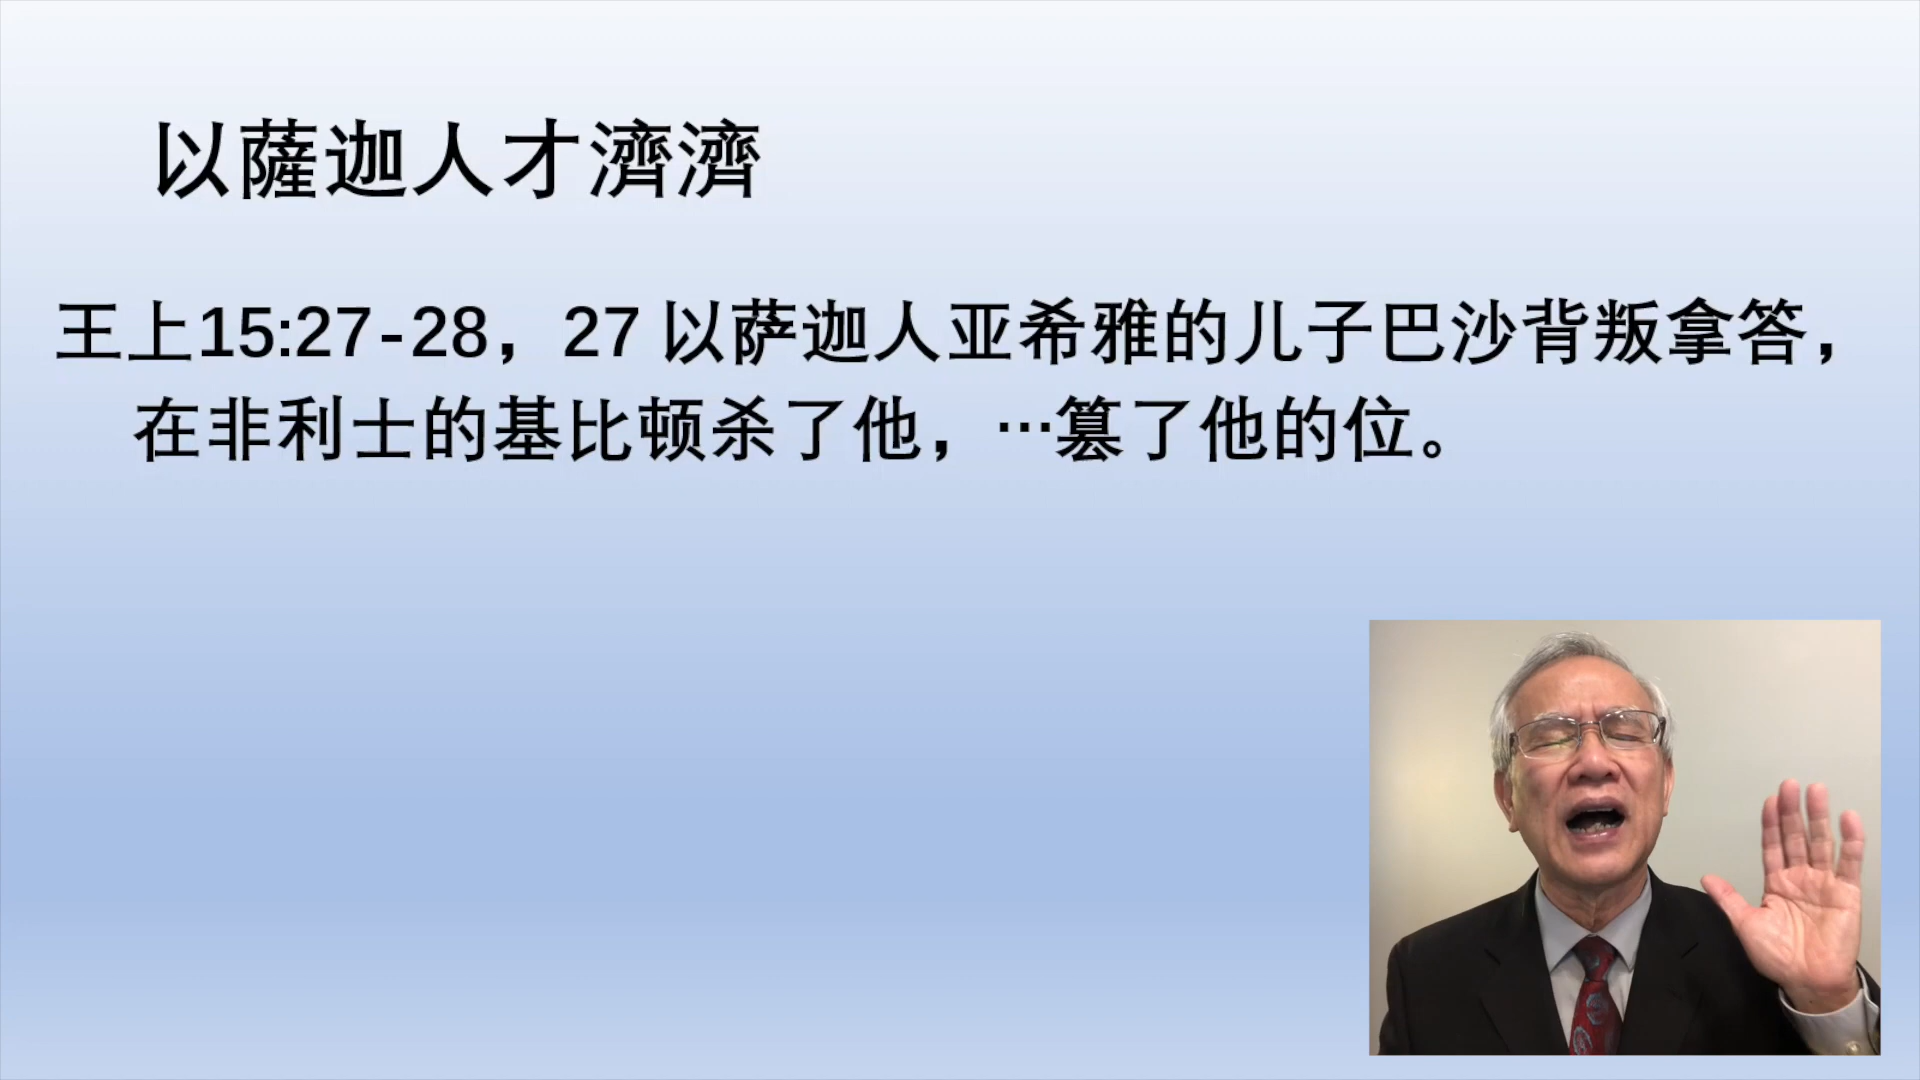 以薩迦人才濟濟
王上15:27-28，27 以萨迦人亚希雅的儿子巴沙背叛拿答，
在非利士的基比顿杀了他，…篡了他的位。